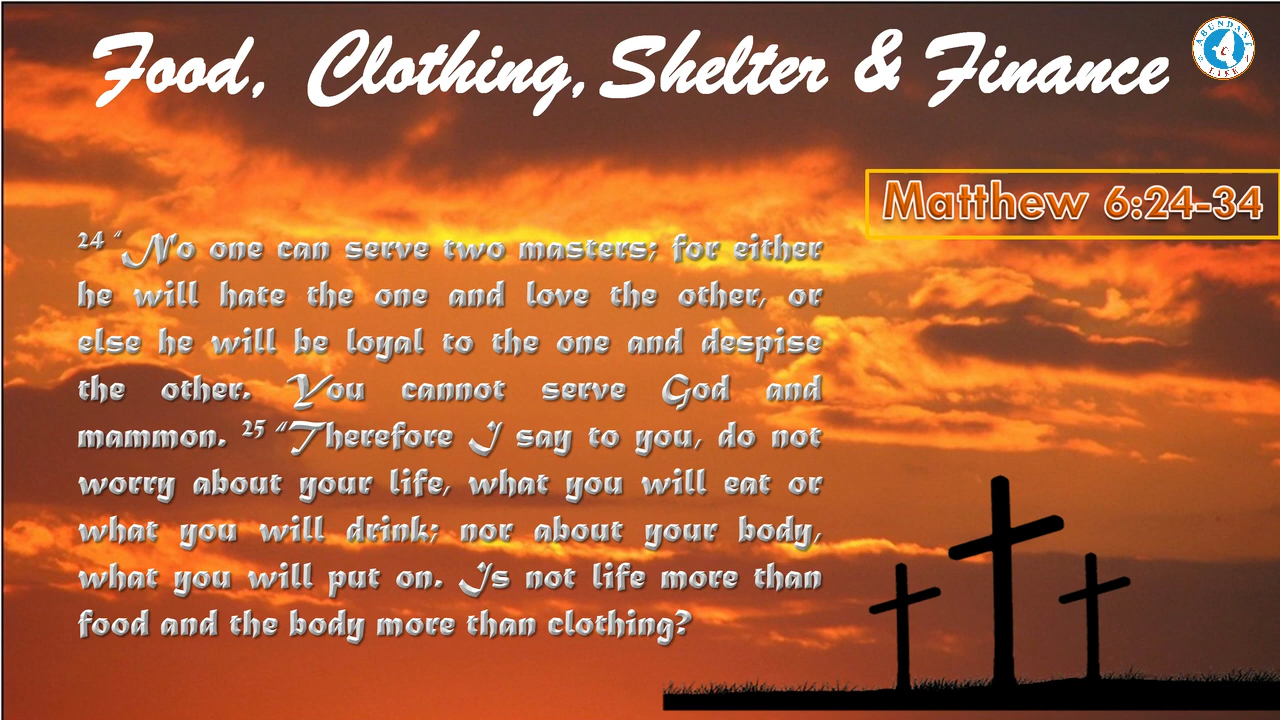 Food, Clothing, Shelter & Finance
ABUNDANT
LIFE
Matthew 6:24-34
24 “No one can serve two masters; for either
he will hate the one and love the other, or
else he will be loyal to the one and despise
the other. You cannot serve God and
mammon. 25 “Therefore I say to you, do not
worry about your life, what you will eat or
what you will drink; nor about your body,
what you will put on. Is not life more than
food and the body more than clothing?